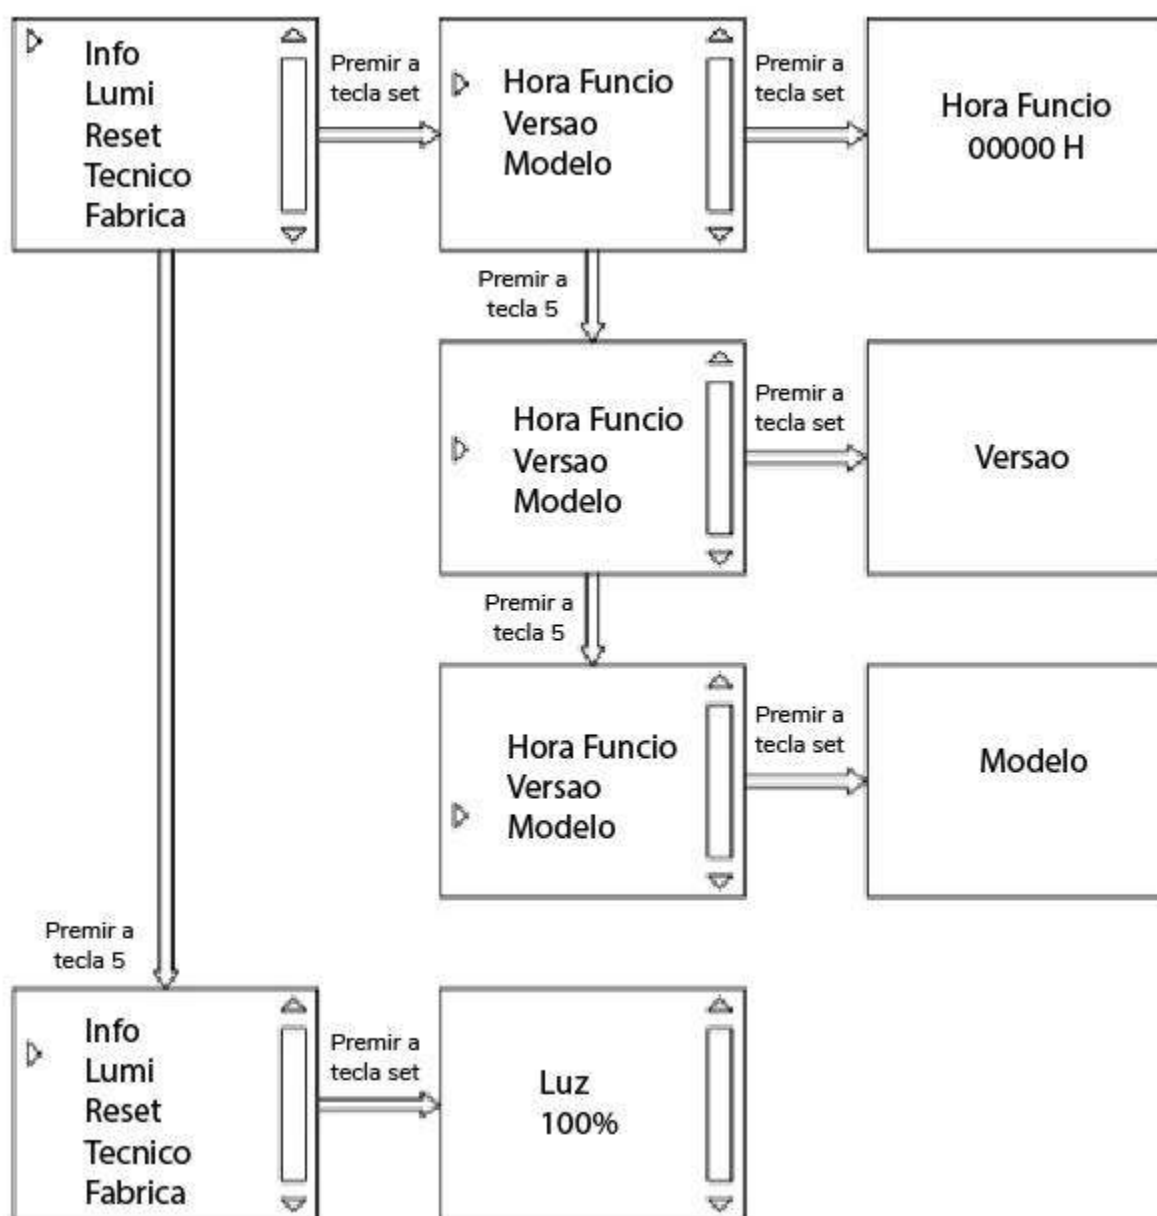 Info
Lumi
Reset
Tecnico
Fabrica
Premir a
tecla set
Hora Funcio
Versao
Modelo
Premir a
tecla set
Hora Funcio
00000 H
Premir a
tecla 5
Hora Funcio
Versao
Modelo
Premir a
tecla set
Versao
Premir a
tecla 5
Hora Funcio
Versao
Modelo
Premir a
tecla set
Modelo
Premir a
tecla 5
Info
Lumi
Reset
Tecnico
Fabrica
Premir a
tecla set
Luz
100%